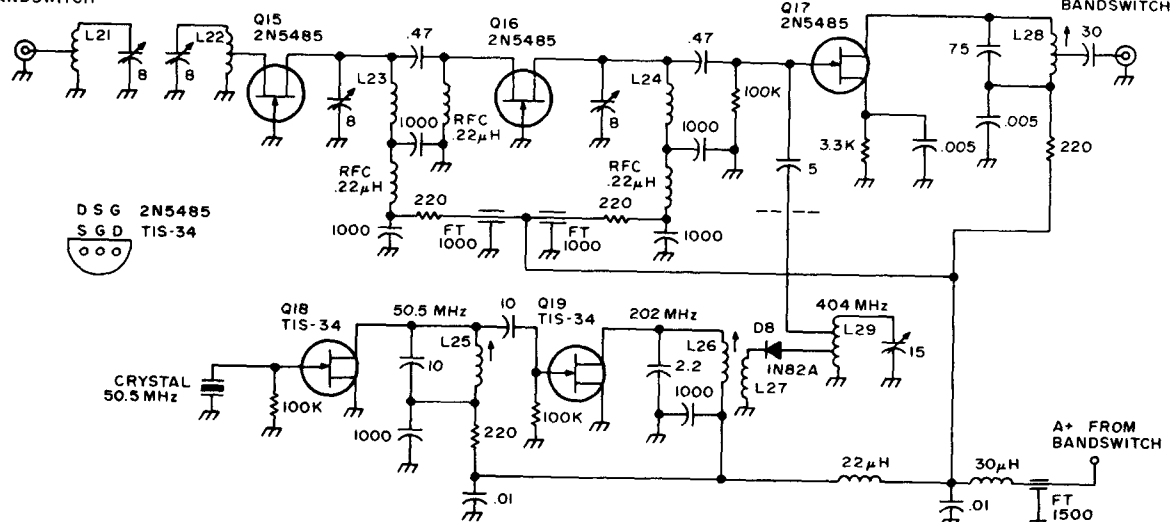 BANDSWITCH
L21
8
8
L22
Q15
2N5485
8
L23
.47
1000
RFC
.22µH
RFC
.22µH
1000
220
FT
1000
Q16
2N5485
8
L24
.47
1000
100K
RFC
.22µH
220
1000
FT
1000
Q17
2N5485
5
3.3K
.005
75
.005
L28
30
220
D S G 2N5485
S G D TIS-34
CRYSTAL
50.5 MHz
100K
Q18
TIS-34
50.5 MHz
10
L25
1000
220
.01
10
Q19
TIS-34
100K
202 MHz
2.2
1000
L26
L27
D8
1N82A
404 MHz
L29
15
22µH
30µH
.01
FT
1500
A+ FROM
BANDSWITCH